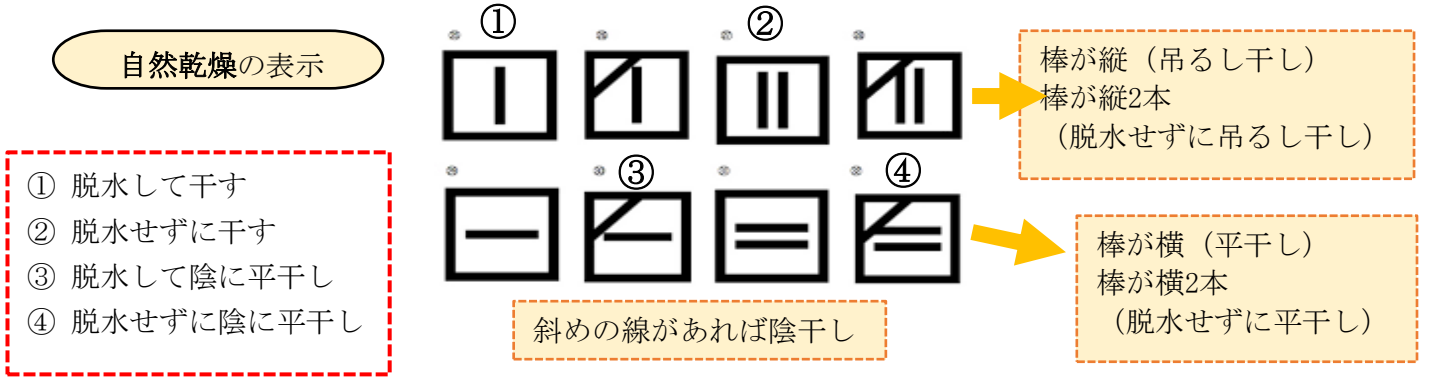 自然乾燥の表示
①
②
棒が縦（吊るし干し）
棒が縦2本
（脱水せずに吊るし干し）
① 脱水して干す
② 脱水せずに干す
③ 脱水して陰に平干し
④ 脱水せずに陰に平干し
③
④
棒が横（平干し）
棒が横2本
（脱水せずに平干し）
斜めの線があれば陰干し